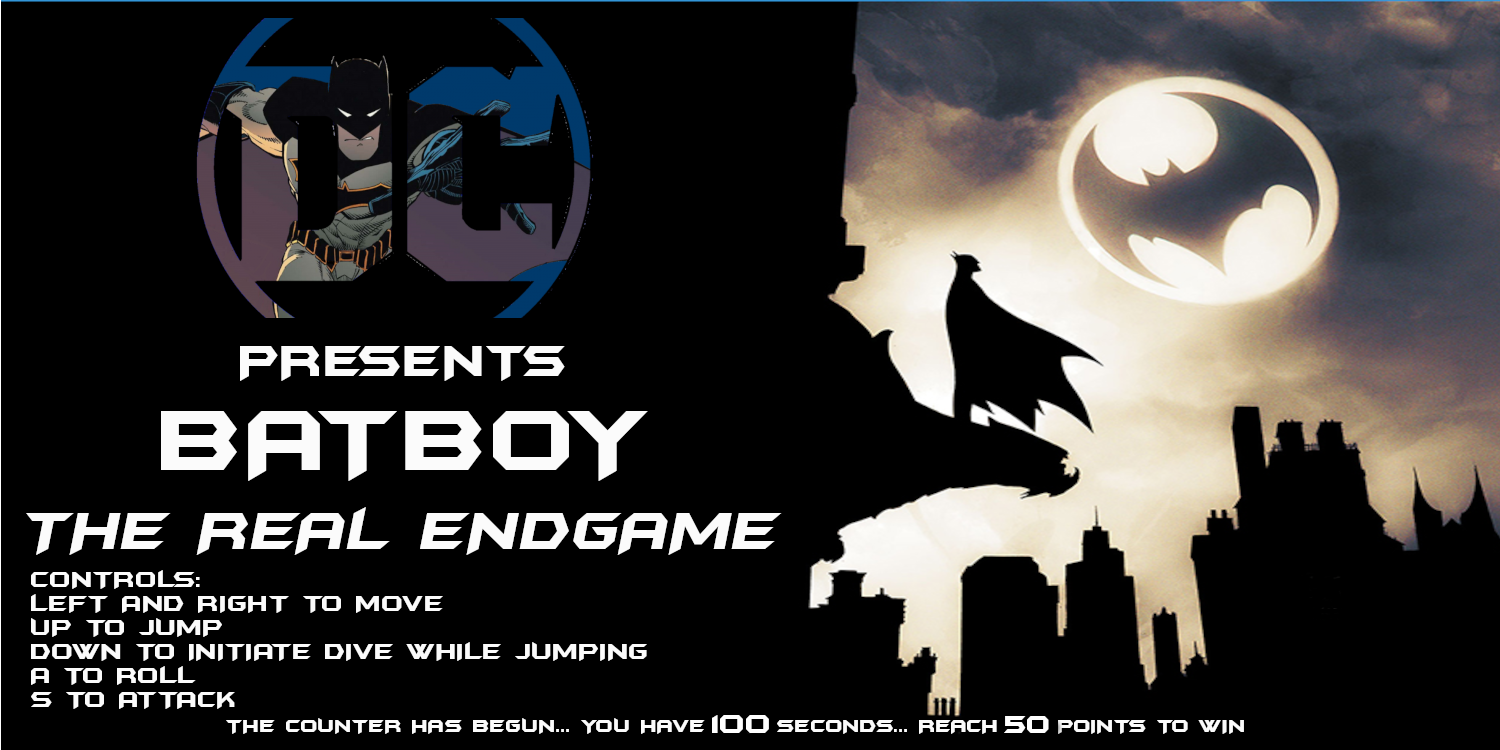 DC
PRESENTS
BATBOY
THE REAL ENDGAME
CONTROLS:
LEFT AND RIGHT TO MOVE
UP TO JUMP
DOWN TO INITIATE DIVE WHILE JUMPING
A TO ROLL
S TO ATTACK
THE COUNTER HAS BEGUN... YOU HAVE 100 SECONDS... REACH 50 POINTS TO WIN